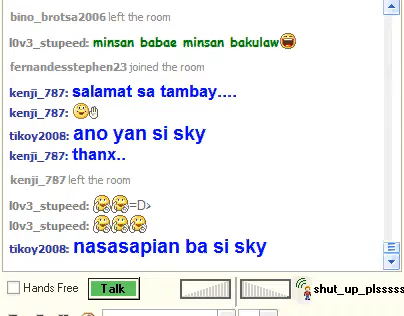 bino_brotsa2006 left the room
l0v3_stupeed: minsan babae minsan bakulaw
fernandesstephen23 joined the room
kenji_787: salamat sa tambay....
kenji_787:
tikoy2008: ano yan si sky
kenji_787: thanx..
kenji_787 left the room
l0v3_stupeed: =D>
l0v3_stupeed:
tikoy2008: nasasapian ba si sky
Hands Free Talk shut_up_plsssss